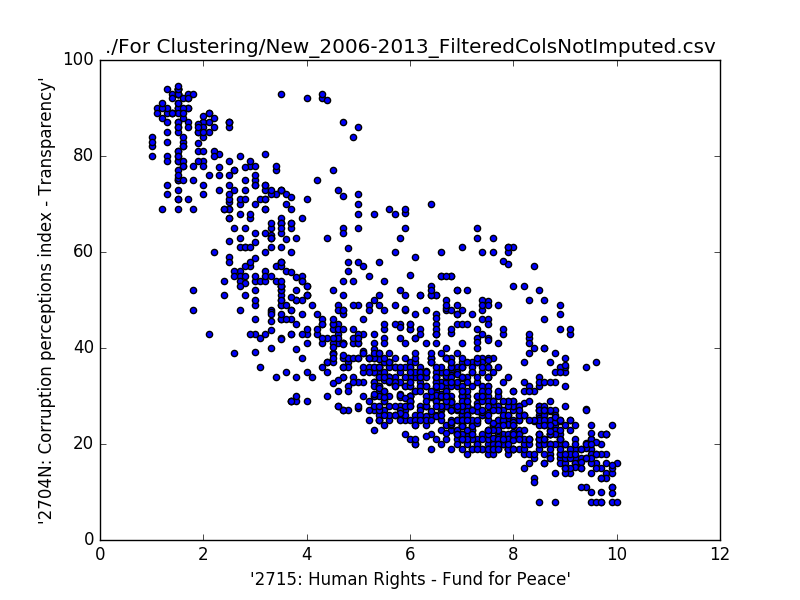 ./For Clustering/New_2006-2013_FilteredColsNotImputed.csv
100
80
60
40
20
0
'2704N: Corruption perceptions index - Transparency'
0 2 4 6 8 10 12
'2715: Human Rights - Fund for Peace'